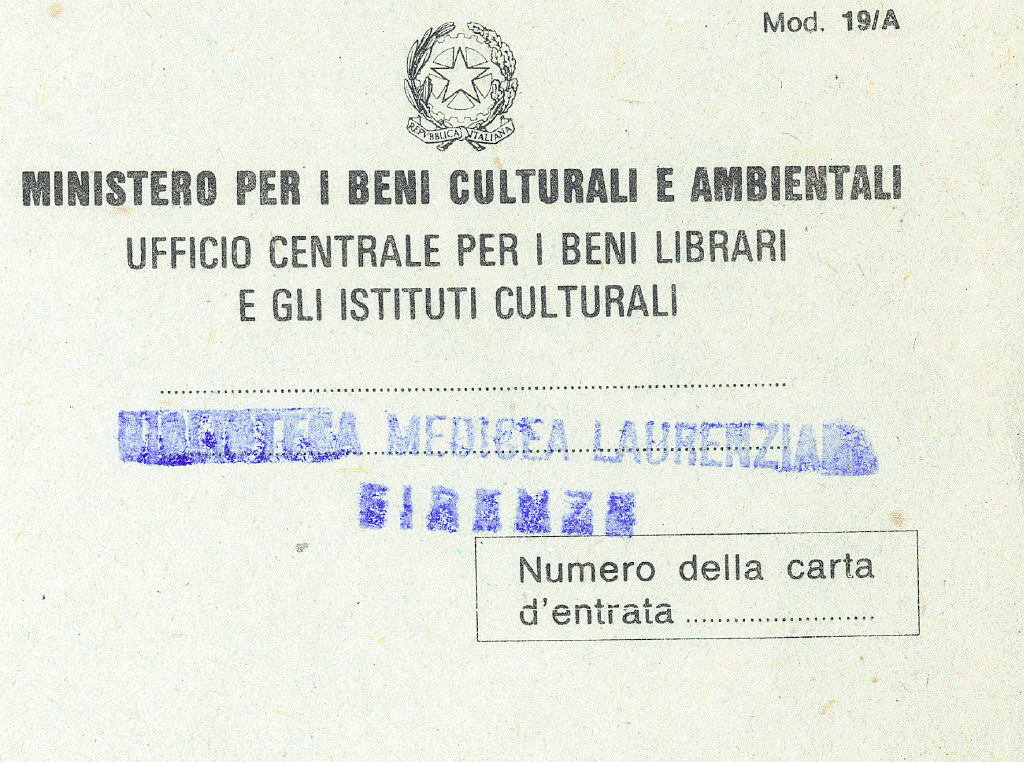 Mod. 19/A
REPVBBLICA ITALIANA
MINISTERO PER I BENI CULTURALI E AMBIENTALI
UFFICIO CENTRALE PER I BENI LIBRARI
E GLI ISTITUTI CULTURALI
BIBLIOTECA MEDICEA LAURENZIANA
FIRENZE
Numero della carta
d'entrata